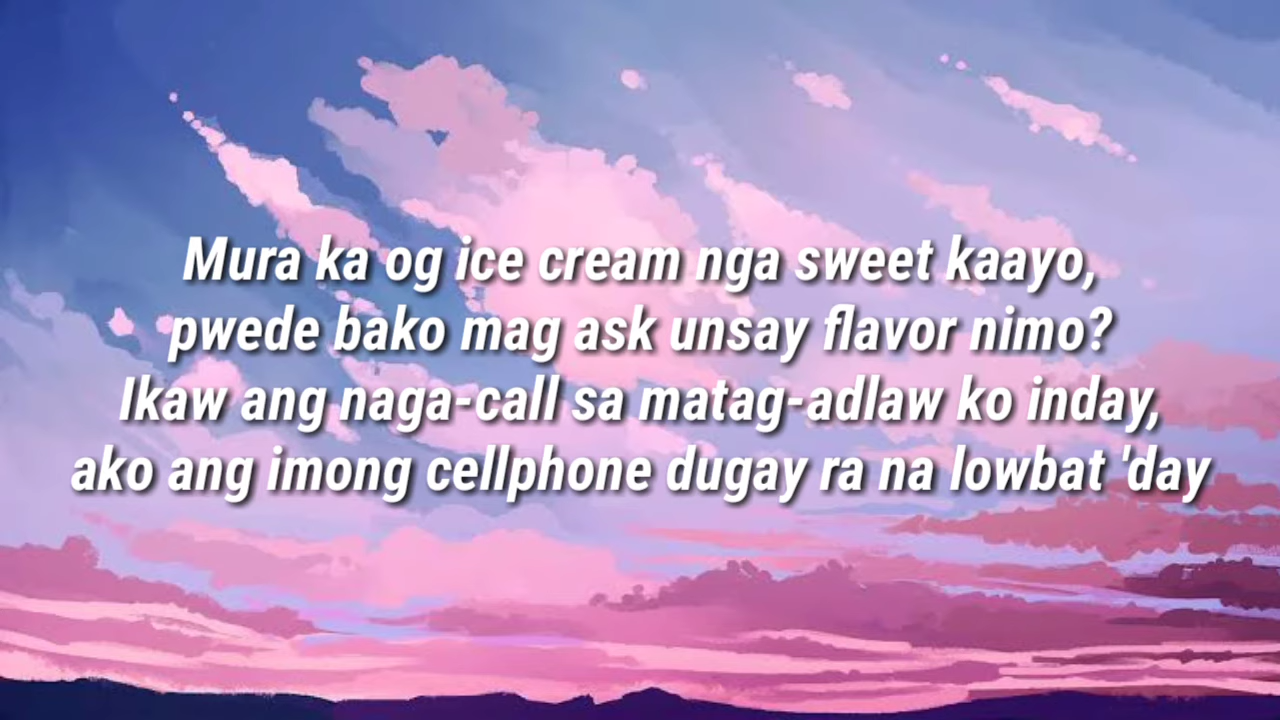 Mura ka og ice cream nga sweet kaayo,
pwede bako mag ask unsay flavor nimo?
Ikaw ang naga-call sa matag-adlaw ko inday,
ako ang imong cellphone dugay ra na lowbat 'day